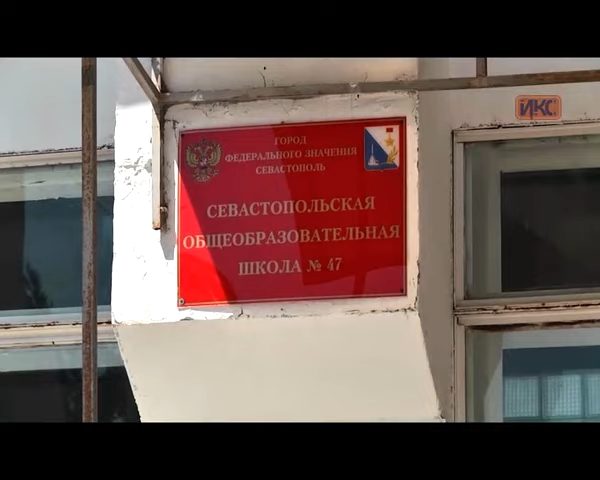 ИКС
ГОРОД
ФЕДЕРАЛЬНОГО ЗНАЧЕНИЯ
СЕВАСТОПОЛЬ
СЕВАСТОПОЛЬСКАЯ
ОБЩЕОБРАЗОВАТЕЛЬНАЯ
ШКОЛА № 47